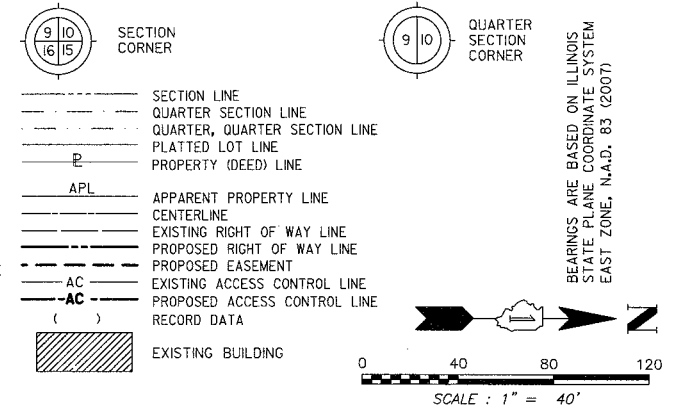 9 10
16 15
SECTION
CORNER
9 10
QUARTER
SECTION
CORNER
SECTION LINE
QUARTER SECTION LINE
QUARTER, QUARTER SECTION LINE
PLATTED LOT LINE
PL PROPERTY (DEED) LINE
APL APPARENT PROPERTY LINE
CENTERLINE
EXISTING RIGHT OF WAY LINE
PROPOSED RIGHT OF WAY LINE
PROPOSED EASEMENT
AC EXISTING ACCESS CONTROL LINE
AC PROPOSED ACCESS CONTROL LINE
( ) RECORD DATA
EXISTING BUILDING
BEARINGS ARE BASED ON ILLINOIS
STATE PLANE COORDINATE SYSTEM
EAST ZONE, N.A.D. 83 (2007)
N
0 40 80 120
SCALE : 1" = 40'